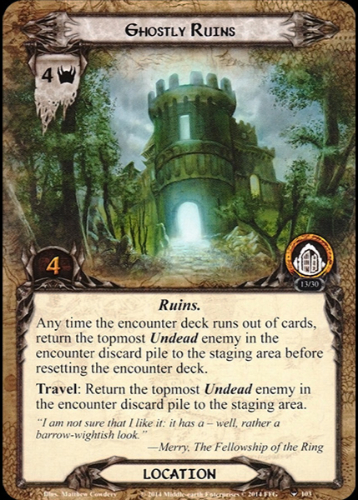 GHOSTLY RUINS
4
4
13/30
Ruins.
Any time the encounter deck runs out of cards,
return the topmost Undead enemy in the
encounter discard pile to the staging area before
resetting the encounter deck.
Travel: Return the topmost Undead enemy in
the encounter discard pile to the staging area.
"I am not sure that I like it: it has a – well, rather a
barrow-wightish look."
—Merry, The Fellowship of the Ring
LOCATION
Illus. Matthew Cowdery 2014 Middle-earth Enterprises © 2014 FFG 103